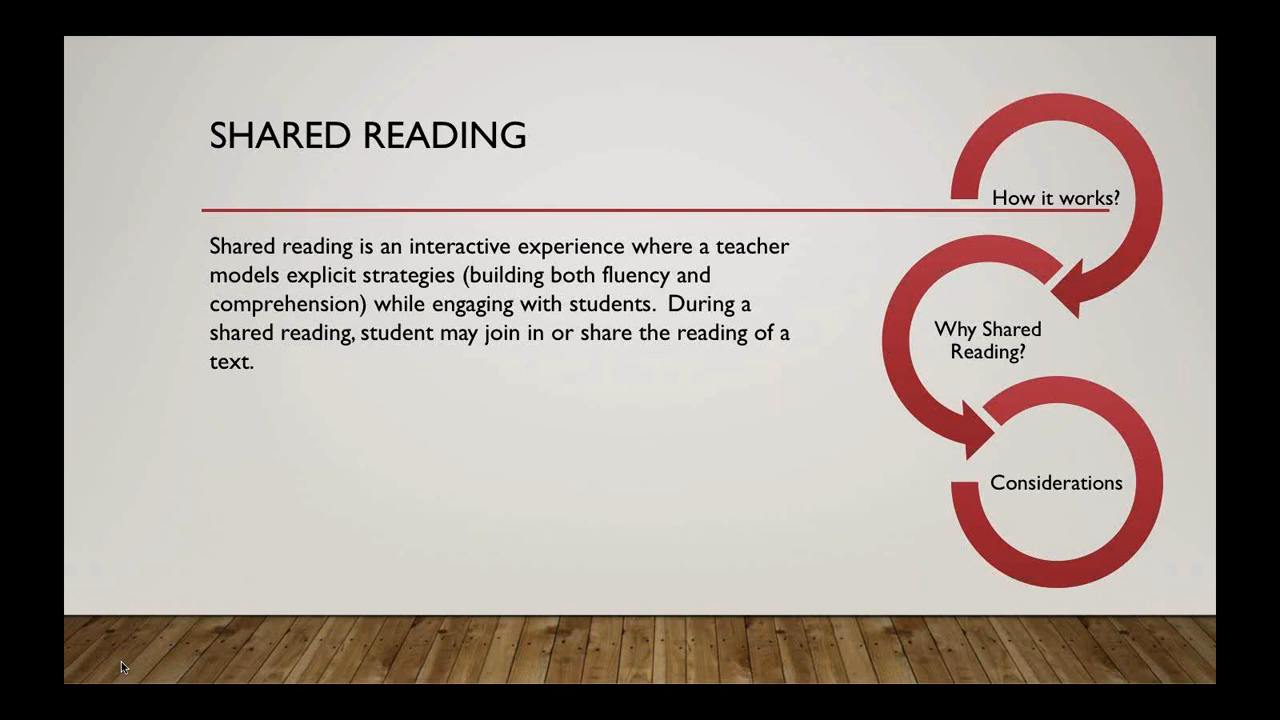 SHARED READING
Shared reading is an interactive experience where a teacher
models explicit strategies (building both fluency and
comprehension) while engaging with students.  During a
shared reading, student may join in or share the reading of a
text.
How it works?
Why Shared
Reading?
Considerations